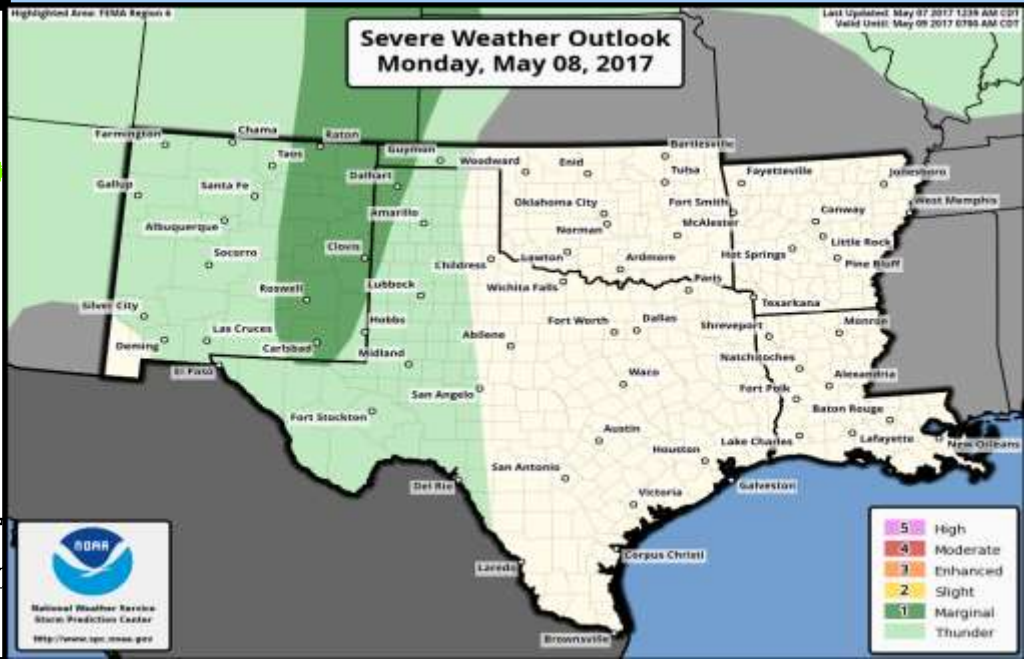 Highlighted Area: FEMA Region 6
Last Updated: May 07 2017 1239 AM CDT
Valid Until: May 09 2017 0700 AM CDT
Severe Weather Outlook
Monday, May 08, 2017
Farmington
Chama
Raton
Taos
Guymon
Woodward
Enid
Bartlesville
Tulsa
Fayetteville
Jonesboro
Gallup
Santa Fe
Dalhart
Albuquerque
Amarillo
Oklahoma City
Norman
Fort Smith
McAlester
Conway
West Memphis
Socorro
Clovis
Childress
Lawton
Ardmore
Hot Springs
Little Rock
Pine Bluff
Roswell
Lubbock
Wichita Falls
Paris
Texarkana
Silver City
Deming
Las Cruces
Carlsbad
Hobbs
Midland
Abilene
Fort Worth
Dallas
Shreveport
Monroe
El Paso
San Angelo
Waco
Natchitoches
Fort Polk
Alexandria
Fort Stockton
Austin
Houston
Lake Charles
Baton Rouge
Lafayette
New Orleans
Del Rio
San Antonio
Victoria
Galveston
Laredo
Corpus Christi
Brownsville
NOAA
National Weather Service
Storm Prediction Center
http://www.spc.noaa.gov
5 High
4 Moderate
3 Enhanced
2 Slight
1 Marginal
Thunder